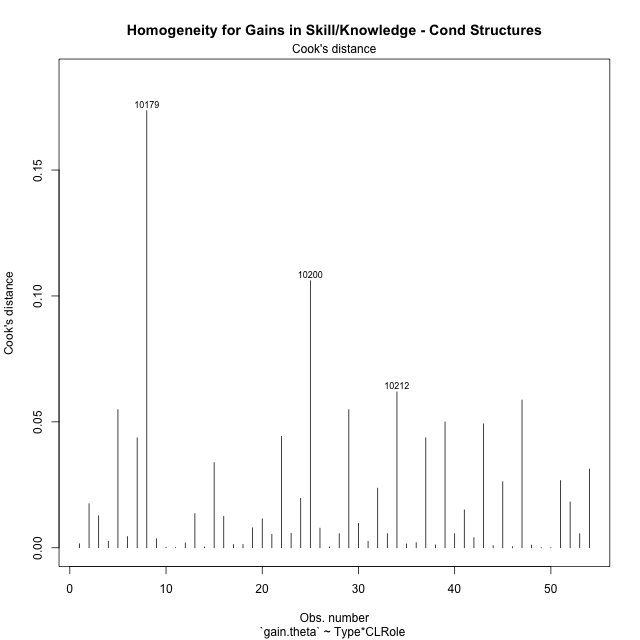 Homogeneity for Gains in Skill/Knowledge - Cond Structures
Cook's distance
10179
10200
10212
Cook's distance
0.00
0.05
0.10
0.15
0 10 20 30 40 50
Obs. number
`gain.theta` ~ Type*CLRole